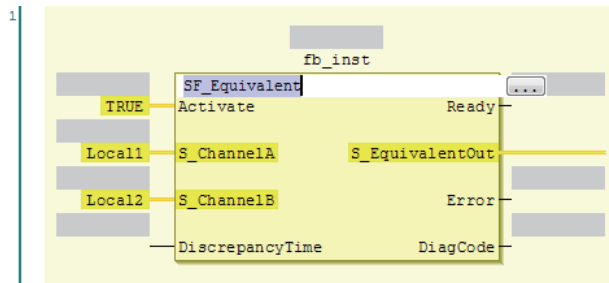 1
fb_inst
SF_Equivalent ...
TRUE Activate Ready
Local1 S_ChannelA S_EquivalentOut
Local2 S_ChannelB Error
DiscrepancyTime DiagCode